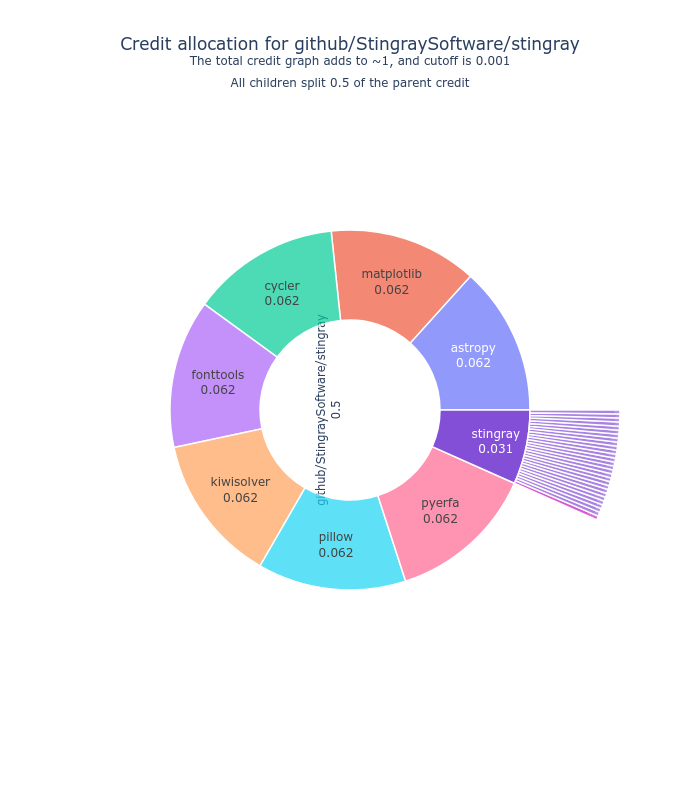 Credit allocation for github/StingraySoftware/stingray
The total credit graph adds to ~1, and cutoff is 0.001
All children split 0.5 of the parent credit
matplotlib
0.062
cycler
0.062
astropy
0.062
fonttools
0.062
github/StingraySoftware/stingray
0.5
stingray
0.031
kiwisolver
0.062
pyerfa
0.062
pillow
0.062